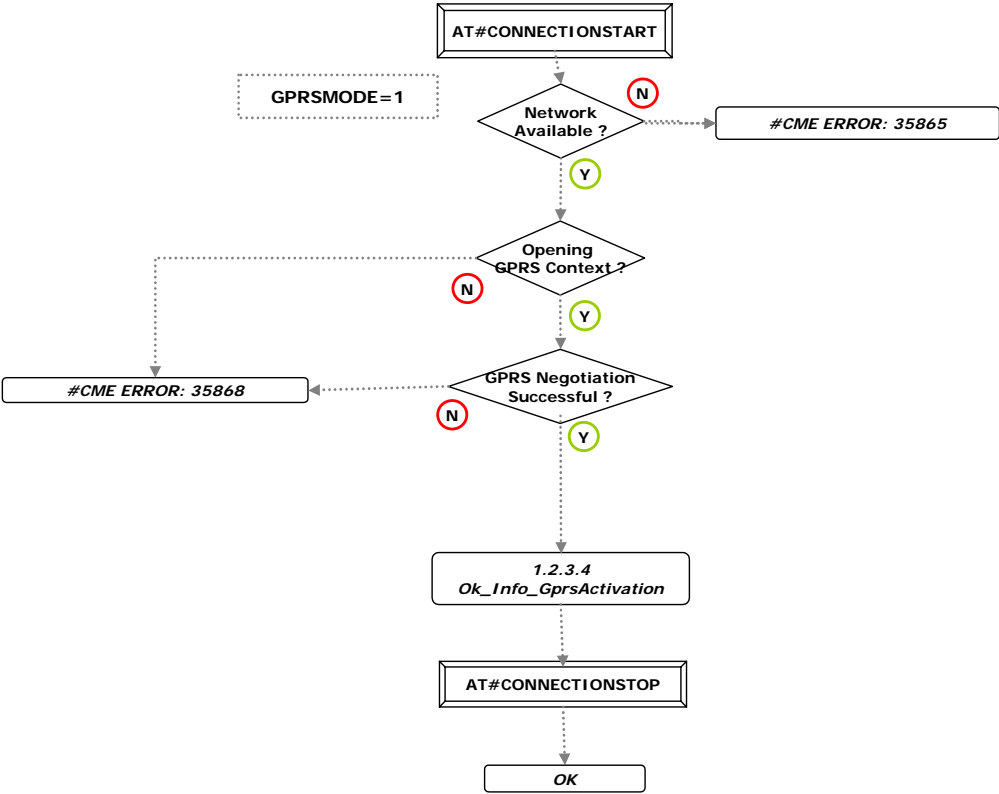 AT#CONNECTIONSTART
GPRSMODE=1
N
Network
Available ?
#CME ERROR: 35865
Y
Opening
GPRS Context ?
N
Y
GPRS Negotiation
Successful ?
#CME ERROR: 35868
N
Y
1.2.3.4
Ok_Info_GprsActivation
AT#CONNECTIONSTOP
OK